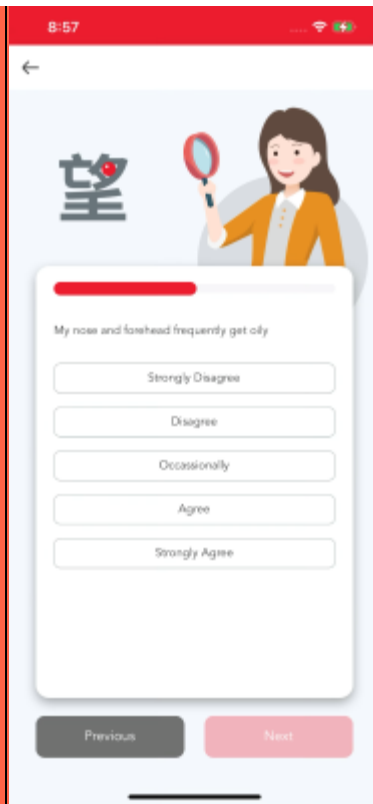 8:57
望
My nose and forehead frequently get oily
Strongly Disagree
Disagree
Occassionally
Agree
Strongly Agree
Previous
Next